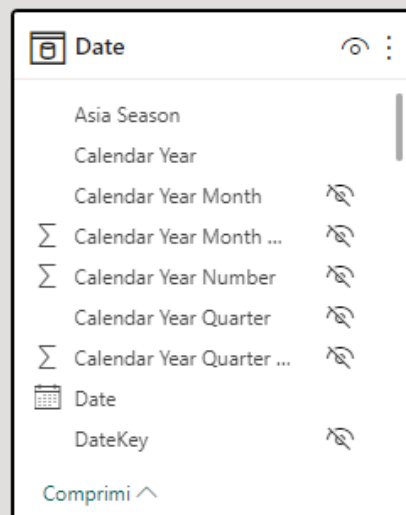 Date
Asia Season
Calendar Year
Calendar Year Month
Calendar Year Month ...
Calendar Year Number
Calendar Year Quarter
Calendar Year Quarter ...
Date
DateKey
Comprimi